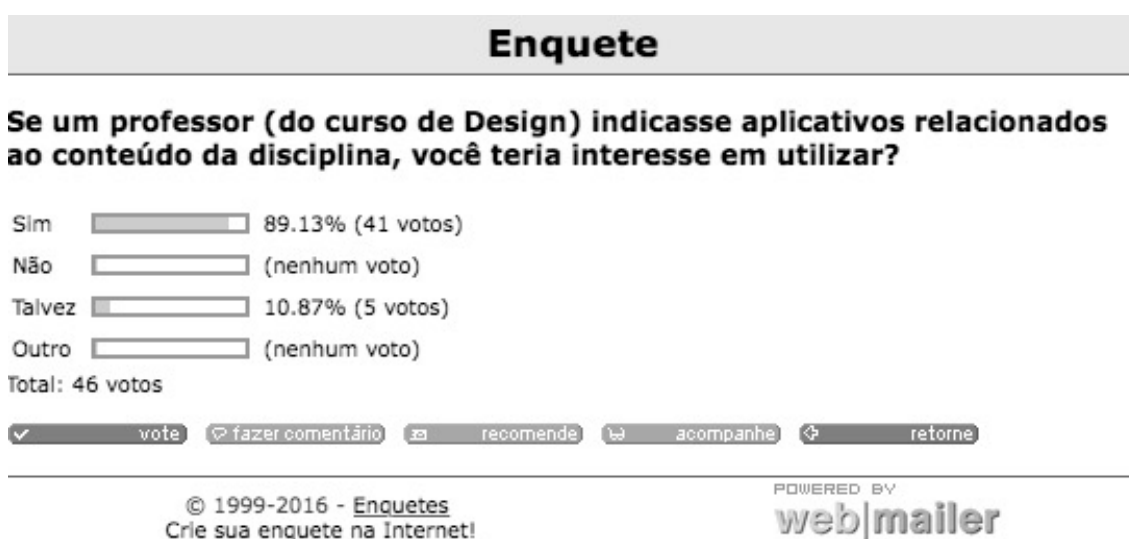 Enquete
Se um professor (do curso de Design) indicasse aplicativos relacionados
ao conteúdo da disciplina, você teria interesse em utilizar?
Sim 89.13% (41 votos)
Não (nenhum voto)
Talvez 10.87% (5 votos)
Outro (nenhum voto)
Total: 46 votos
vote fazer comentário recomende acompanhe retorne
© 1999-2016 - Enquetes
Crie sua enquete na Internet!
POWERED BY
web|mailer